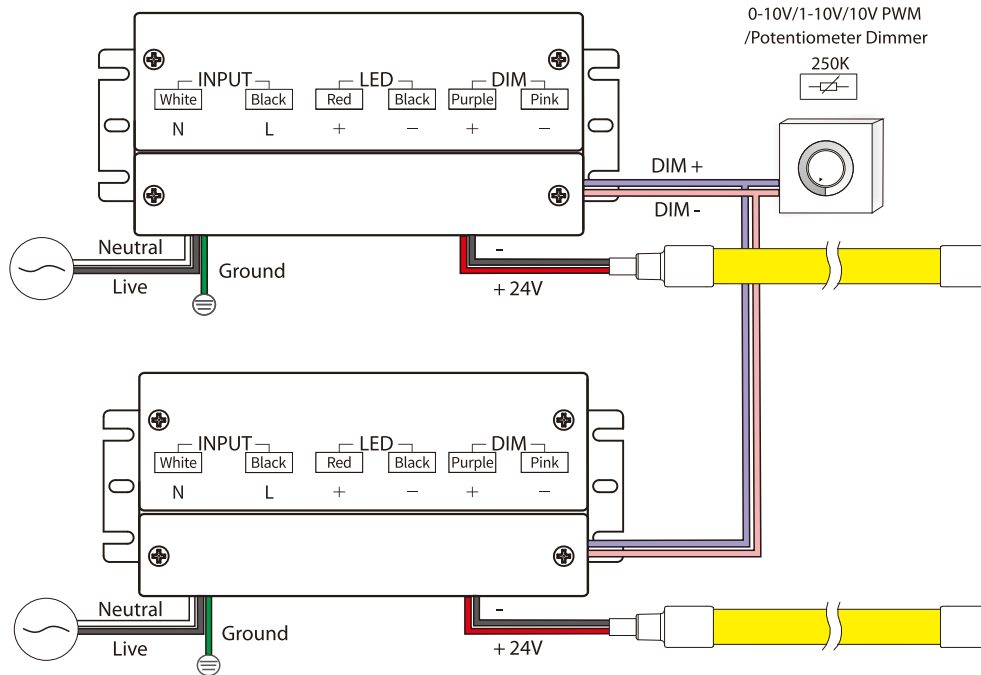 0-10V/1-10V/10V PWM
/Potentiometer Dimmer
250K
INPUT LED DIM
White Black Red Black Purple Pink
N L + − + −
DIM +
DIM -
Neutral
Live
Ground
-
+ 24V
INPUT LED DIM
White Black Red Black Purple Pink
N L + − + −
Neutral
Live
Ground
-
+ 24V